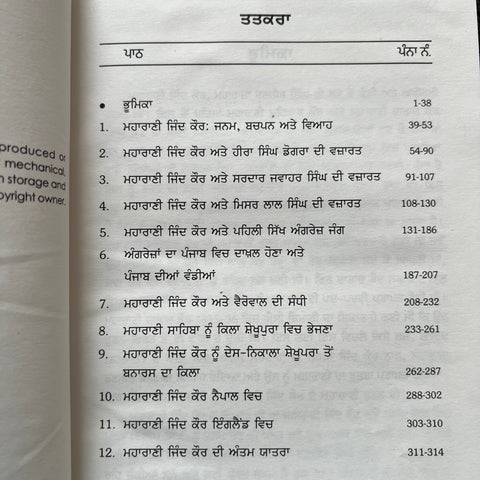 ਤਤਕਰਾ
ਪਾਠ ਪੰਨਾ ਨੰ.
• ਭੂਮਿਕਾ 1-38
1. ਮਹਾਰਾਣੀ ਜਿੰਦ ਕੌਰ: ਜਨਮ, ਬਚਪਨ ਅਤੇ ਵਿਆਹ 39-53
2. ਮਹਾਰਾਣੀ ਜਿੰਦ ਕੌਰ ਅਤੇ ਹੀਰਾ ਸਿੰਘ ਡੋਗਰਾ ਦੀ ਵਜ਼ਾਰਤ 54-90
3. ਮਹਾਰਾਣੀ ਜਿੰਦ ਕੌਰ ਅਤੇ ਸਰਦਾਰ ਜਵਾਹਰ ਸਿੰਘ ਦੀ ਵਜ਼ਾਰਤ 91-107
4. ਮਹਾਰਾਣੀ ਜਿੰਦ ਕੌਰ ਅਤੇ ਮਿਸਰ ਲਾਲ ਸਿੰਘ ਦੀ ਵਜ਼ਾਰਤ 108-130
5. ਮਹਾਰਾਣੀ ਜਿੰਦ ਕੌਰ ਅਤੇ ਪਹਿਲੀ ਸਿੱਖ ਅੰਗਰੇਜ਼ ਜੰਗ 131-186
6. ਅੰਗਰੇਜ਼ਾਂ ਦਾ ਪੰਜਾਬ ਵਿਚ ਦਾਖ਼ਲ ਹੋਣਾ ਅਤੇ
ਪੰਜਾਬ ਦੀਆਂ ਵੰਡੀਆਂ 187-207
7. ਮਹਾਰਾਣੀ ਜਿੰਦ ਕੌਰ ਅਤੇ ਭੈਰੋਵਾਲ ਦੀ ਸੰਧੀ 208-232
8. ਮਹਾਰਾਣੀ ਸਾਹਿਬਾ ਨੂੰ ਕਿਲਾ ਸ਼ੇਖੂਪੁਰਾ ਵਿਚ ਭੇਜਣਾ 233-261
9. ਮਹਾਰਾਣੀ ਜਿੰਦ ਕੌਰ ਨੂੰ ਦੇਸ-ਨਿਕਾਲਾ ਸ਼ੇਖੂਪੁਰਾ ਤੋਂ
ਬਨਾਰਸ ਦਾ ਕਿਲਾ 262-287
10. ਮਹਾਰਾਣੀ ਜਿੰਦ ਕੌਰ ਨੈਪਾਲ ਵਿਚ 288-302
11. ਮਹਾਰਾਣੀ ਜਿੰਦ ਕੌਰ ਇੰਗਲੈਂਡ ਵਿਚ 303-310
12. ਮਹਾਰਾਣੀ ਜਿੰਦ ਕੌਰ ਦੀ ਅੰਤਮ ਯਾਤਰਾ 311-314
produced or
mechanical,
storage and
owner.